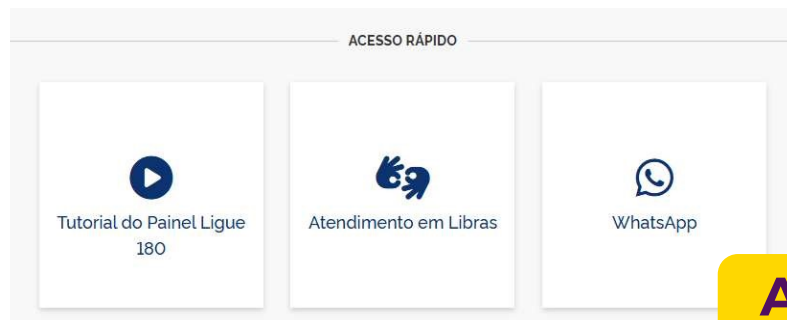 ACESSO RÁPIDO
Tutorial do Painel Ligue
180
Atendimento em Libras
WhatsApp
A